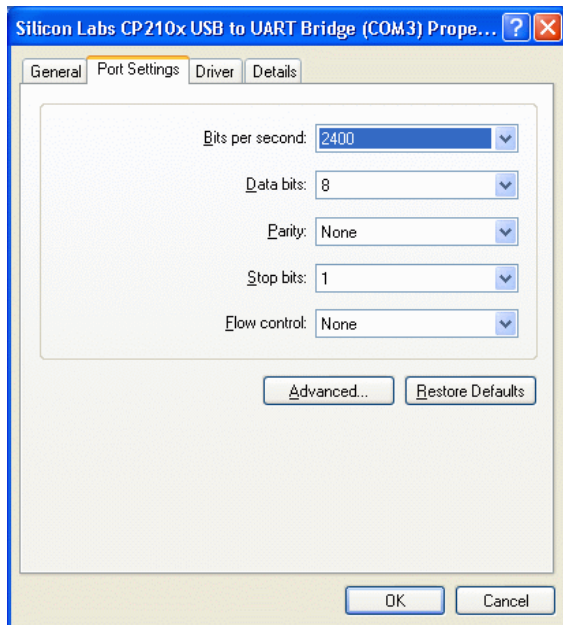 Silicon Labs CP210x USB to UART Bridge (COM3) Prope... ?
General Port Settings Driver Details
Bits per second: 2400
Data bits: 8
Parity: None
Stop bits: 1
Flow control: None
Advanced... Restore Defaults
OK Cancel